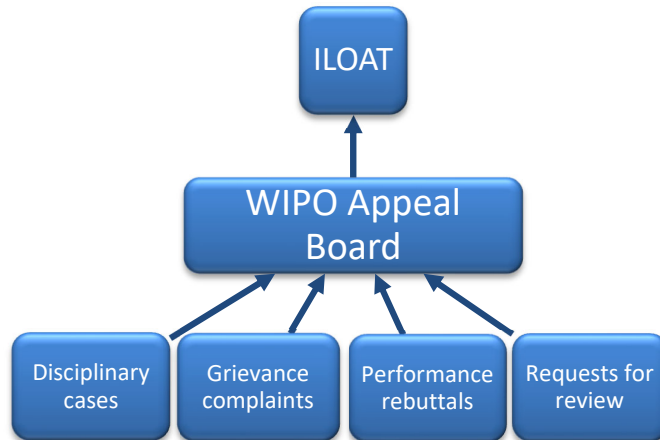 ILOAT
WIPO Appeal
Board
Disciplinary
cases
Grievance
complaints
Performance
rebuttals
Requests for
review